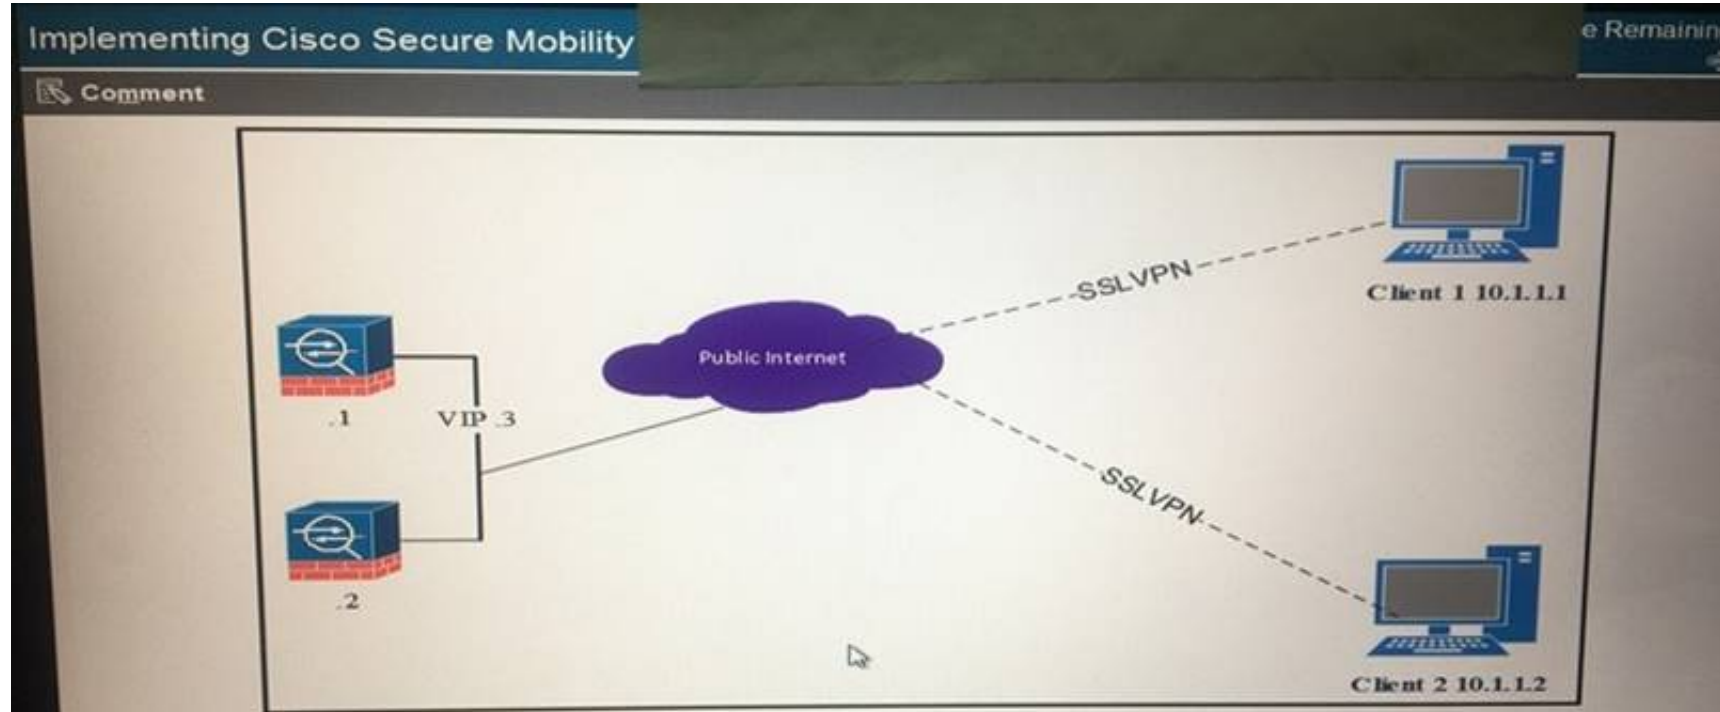 Implementing Cisco Secure Mobility
e Remainin
Comment
SSLVPN
Client 1 10.1.1.1
Public Internet
.1
VIP .3
SSLVPN
.2
Client 2 10.1.1.2